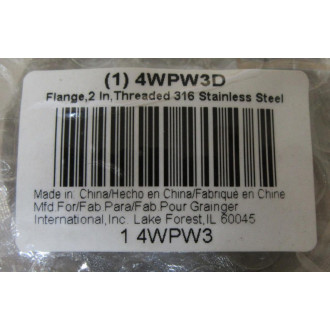 (1) 4WPW3D
Flange,2 In,Threaded 316 Stainless Steel
Made in: China/Hecho en China/Fabrique en Chine
Mfd For/Fab Para/Fab Pour Grainger
International,Inc. Lake Forest,IL 60045
1 4WPW3